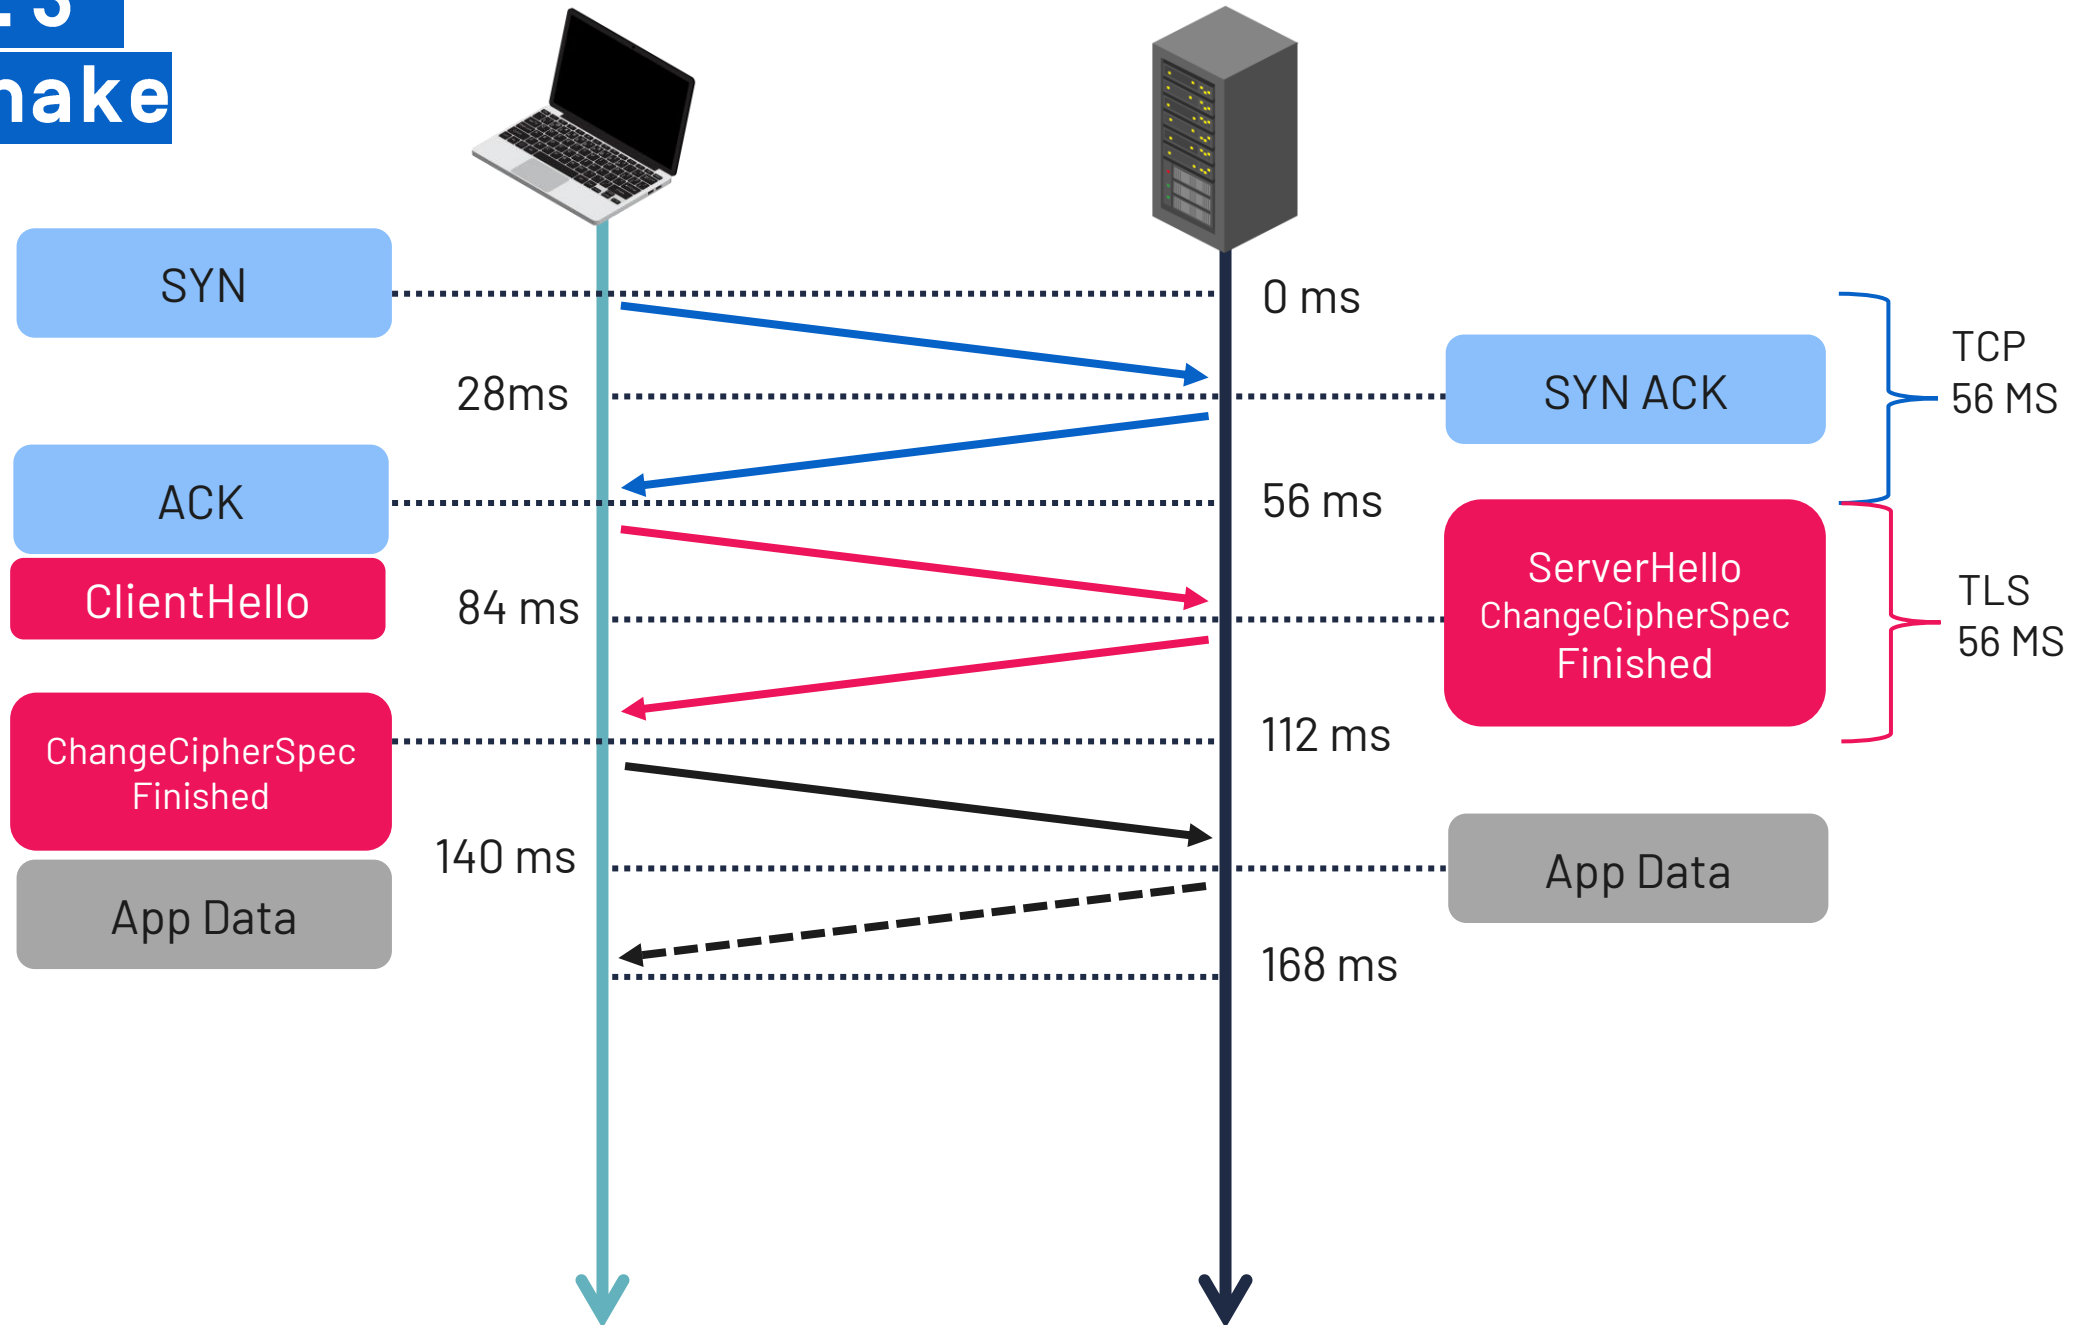 .3
hake
SYN
0 ms
28ms
SYN ACK
TCP
56 MS
ACK
56 ms
ClientHello
84 ms
ServerHello
ChangeCipherSpec
Finished
TLS
56 MS
ChangeCipherSpec
Finished
112 ms
140 ms
App Data
App Data
168 ms